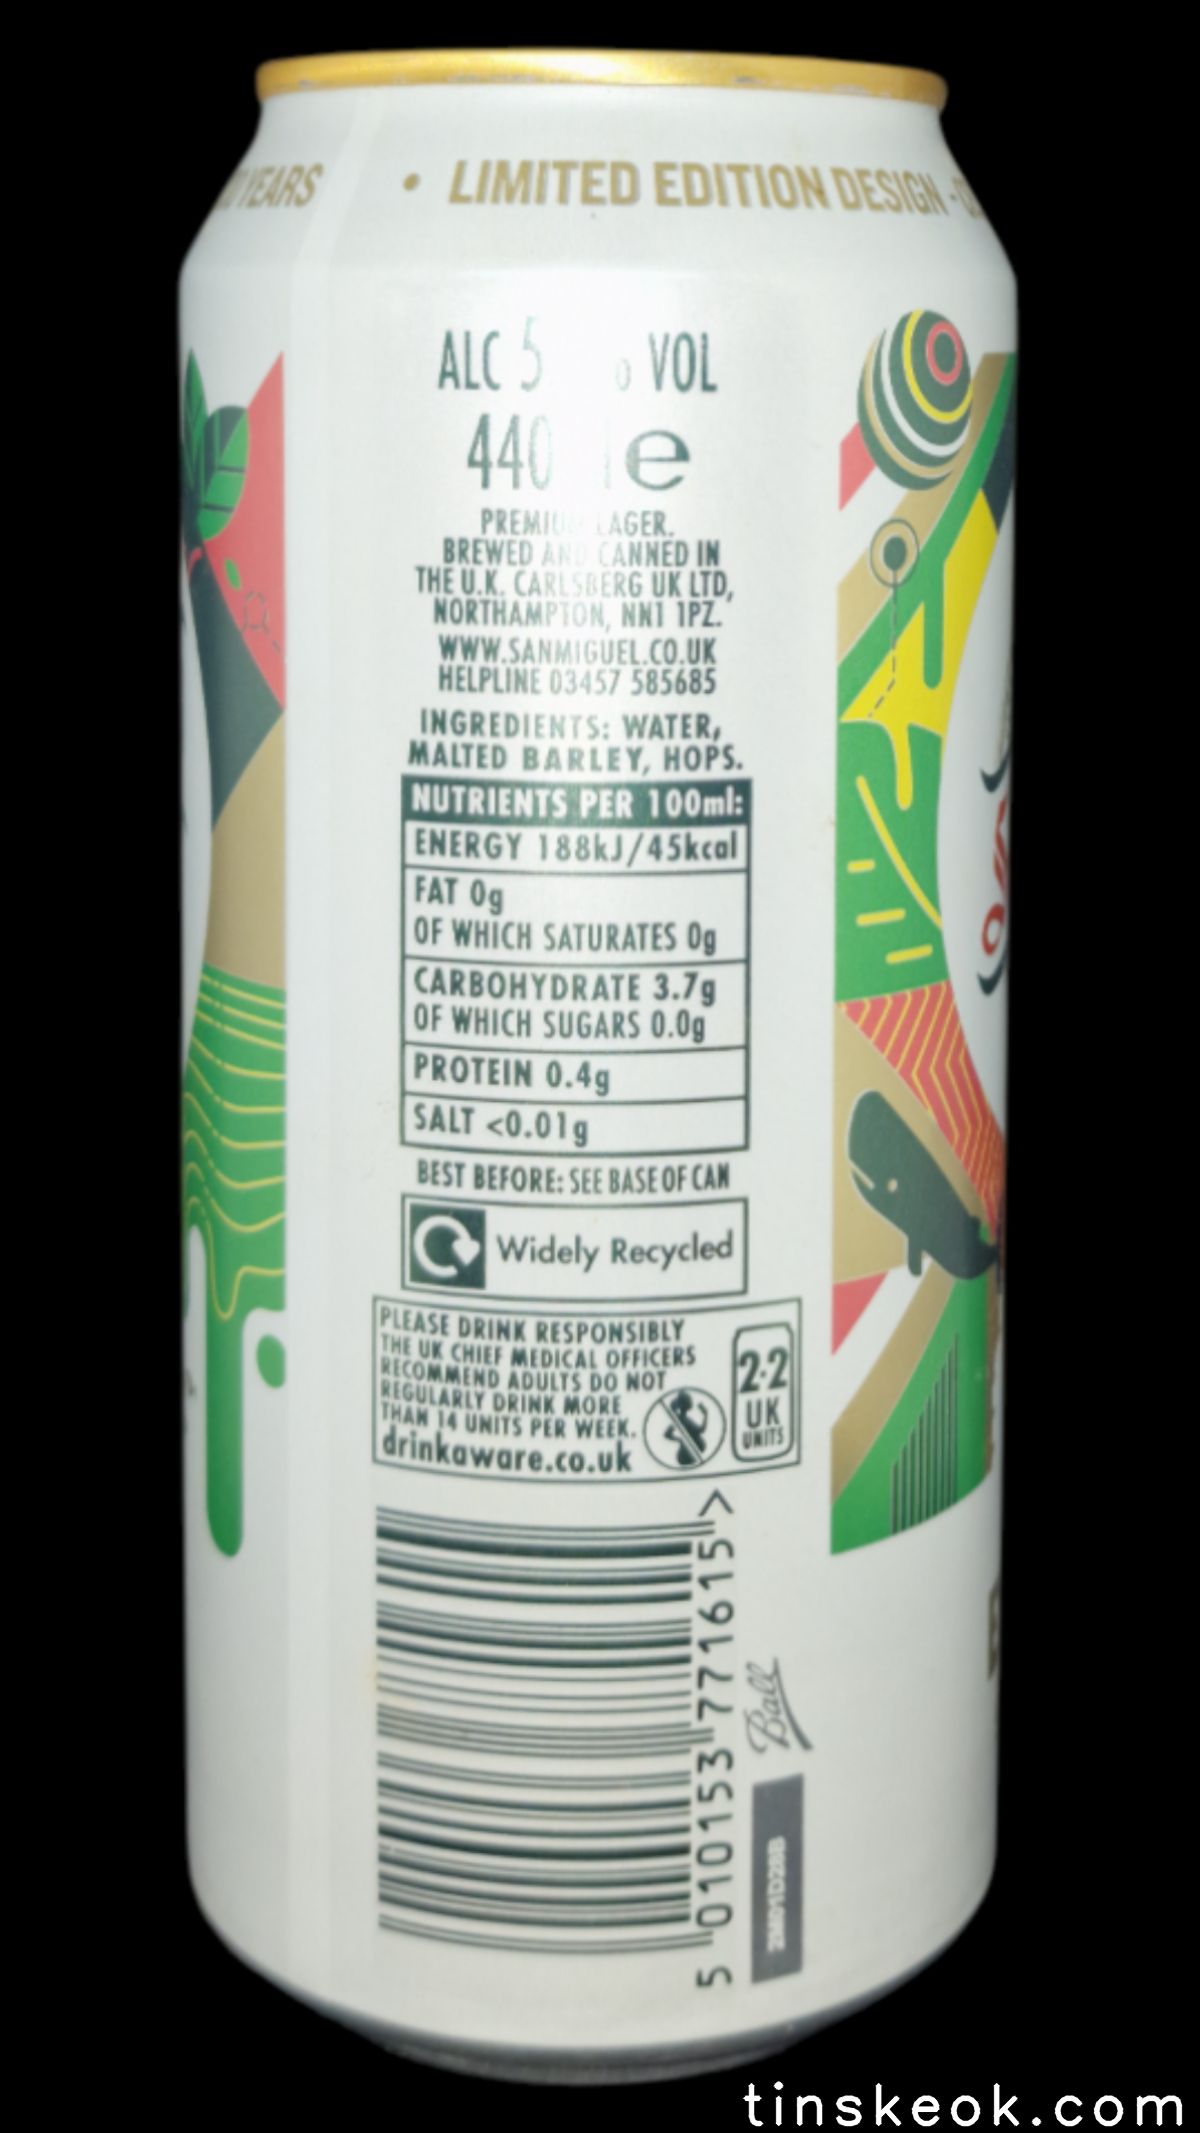 YEARS • LIMITED EDITION DESIGN -
ALC 5 VOL
440 e
PREMIUM LAGER.
BREWED AND CANNED IN
THE U.K. CARLSBERG UK LTD,
NORTHAMPTON, NN1 1PZ.
WWW.SANMIGUEL.CO.UK
HELPLINE 03457 585685
INGREDIENTS: WATER,
MALTED BARLEY, HOPS.
NUTRIENTS PER 100ml:
ENERGY 188kJ/45kcal
FAT 0g
OF WHICH SATURATES 0g
CARBOHYDRATE 3.7g
OF WHICH SUGARS 0.0g
PROTEIN 0.4g
SALT <0.01g
BEST BEFORE: SEE BASE OF CAN
Widely Recycled
PLEASE DRINK RESPONSIBLY
THE UK CHIEF MEDICAL OFFICERS
RECOMMEND ADULTS DO NOT
REGULARLY DRINK MORE
THAN 14 UNITS PER WEEK.
drinkaware.co.uk
2·2
UK
UNITS
5 010153 771615 >
Ball
tinskeok.com